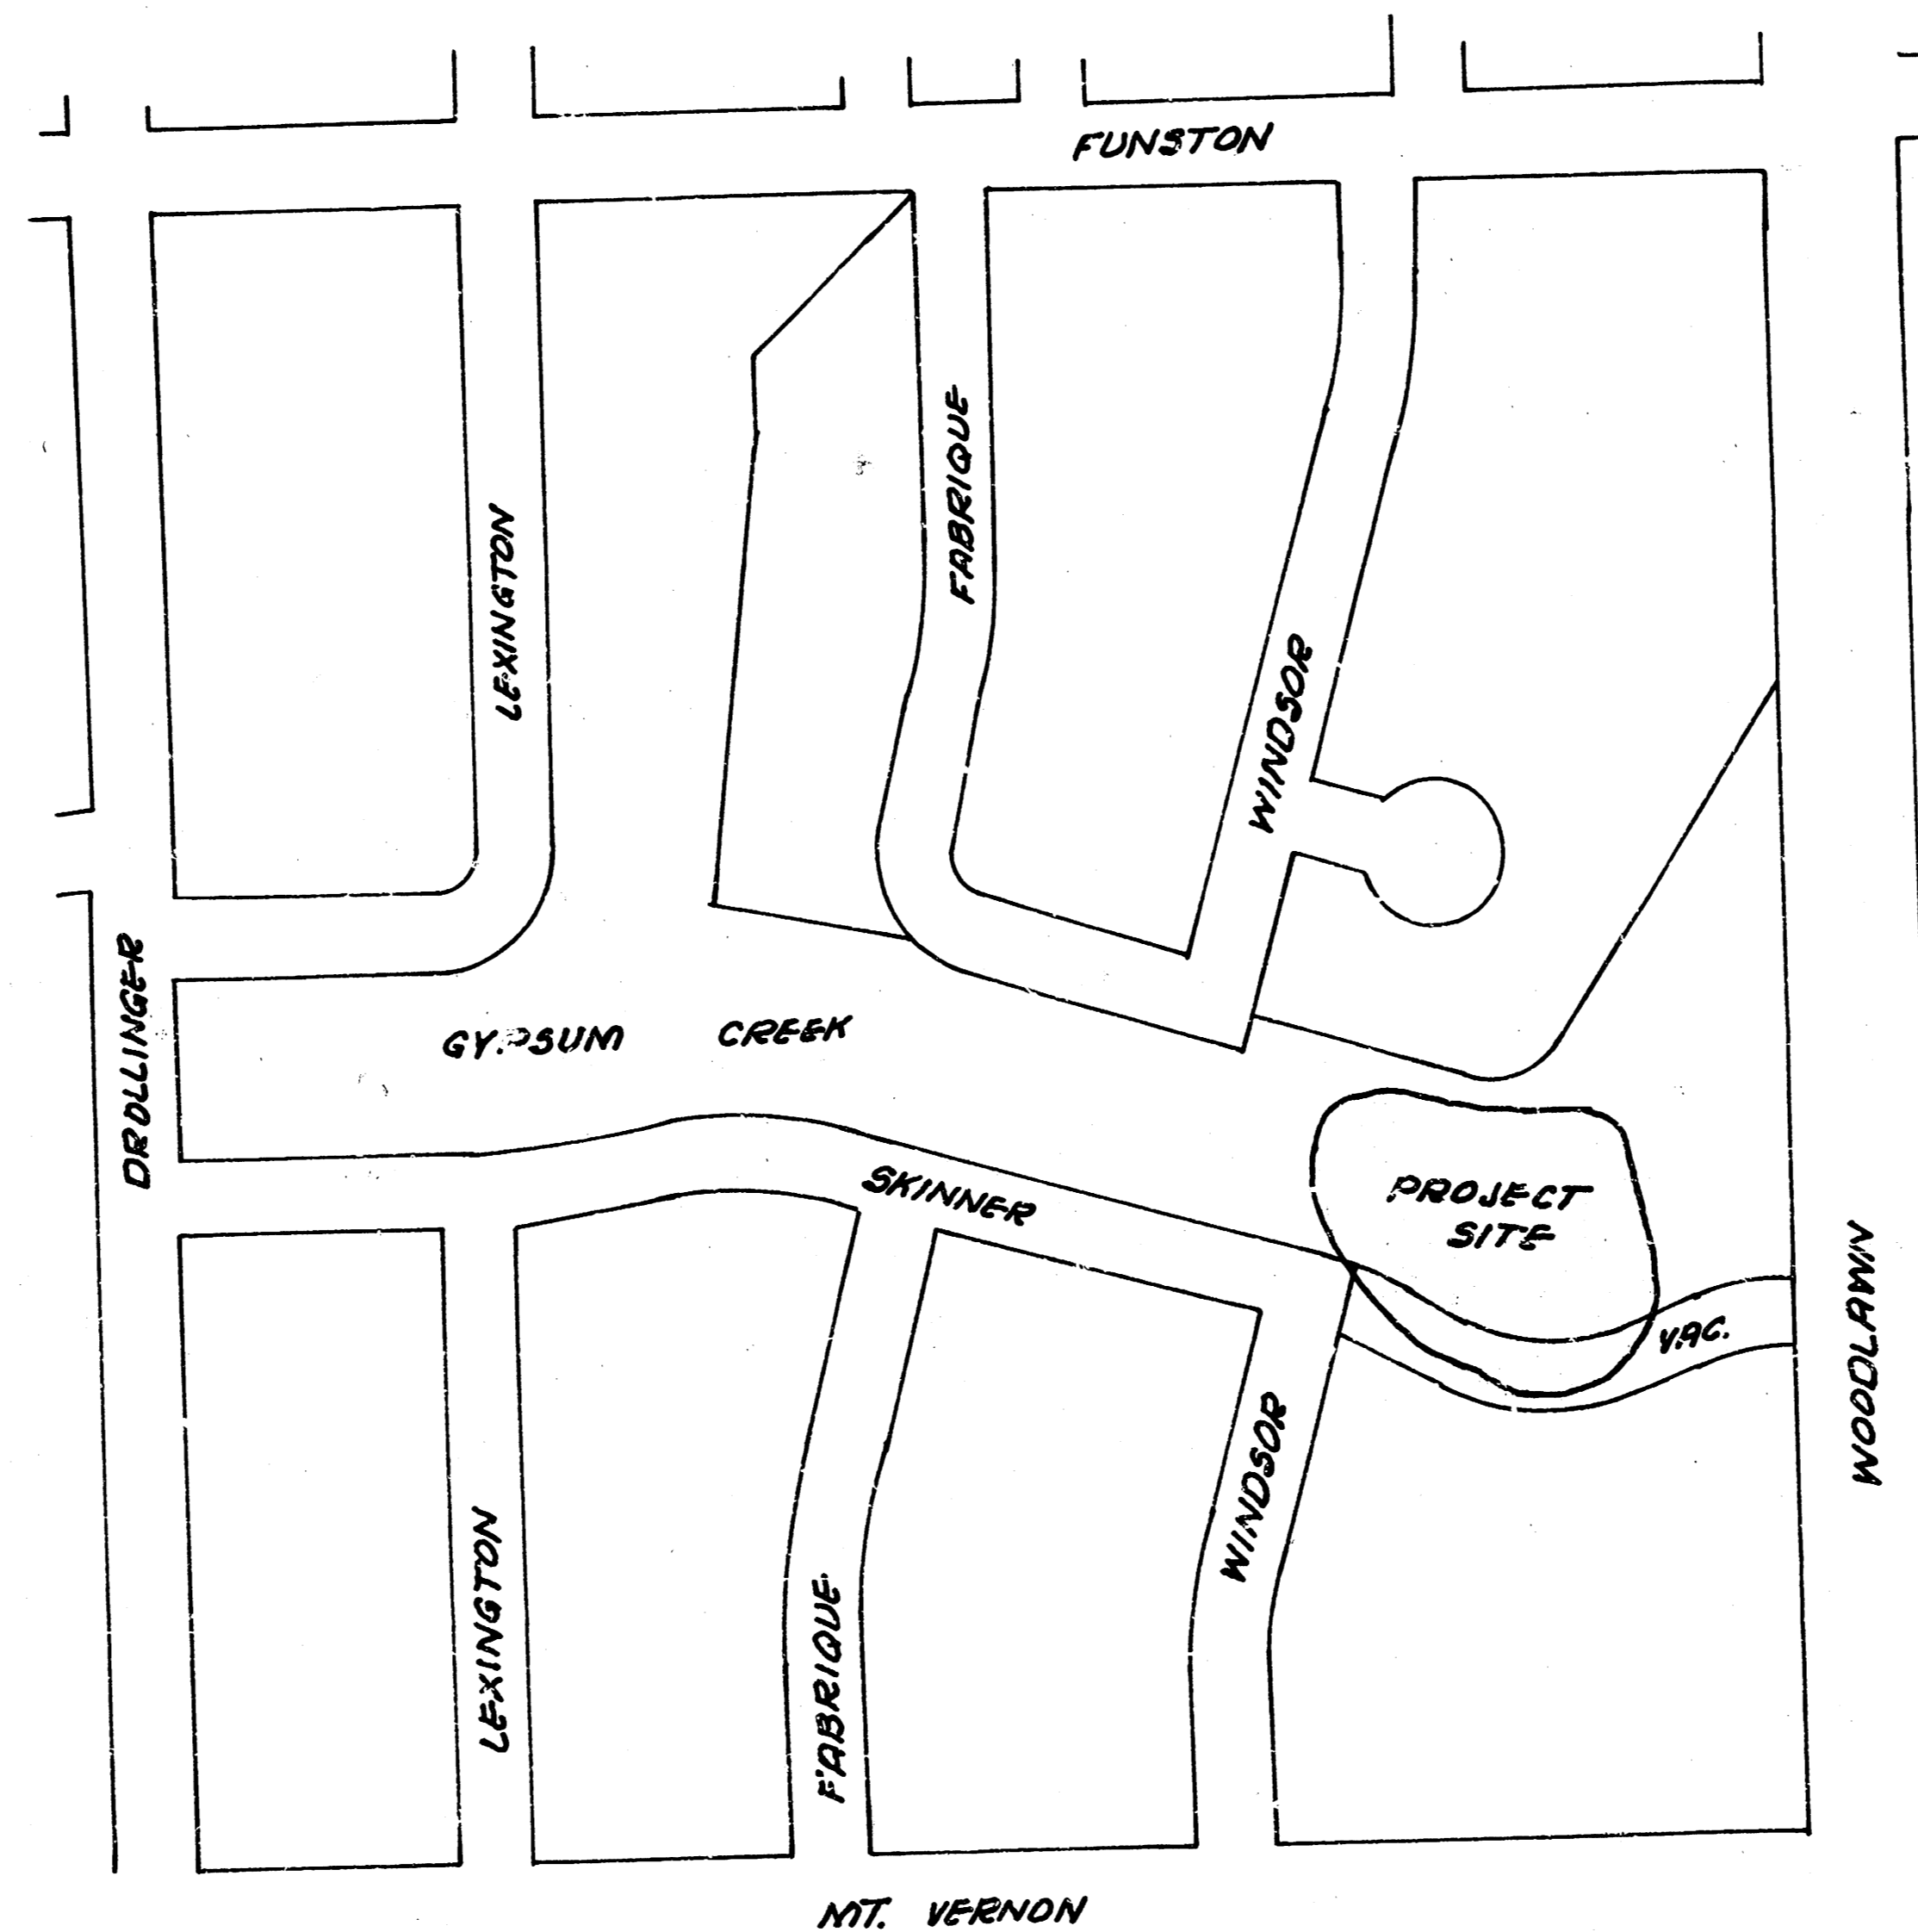 FUNSTON
FABRIQUE
LEXINGTON
WINDSOR
DROLLINGER
GYPSUM CREEK
SKINNER
PROJECT
SITE
WOODLAWN
VAC.
WINDSOR
LEXINGTON
FABRIQUE
MT. VERNON